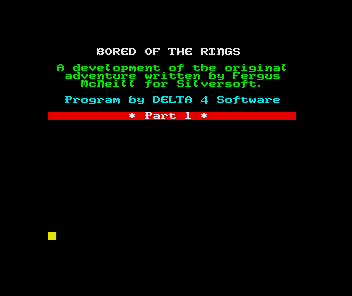 BORED OF THE RINGS
A development of the original
adventure written by Fergus
McNeill for Silversoft.
Program by DELTA 4 Software
* Part 1 *